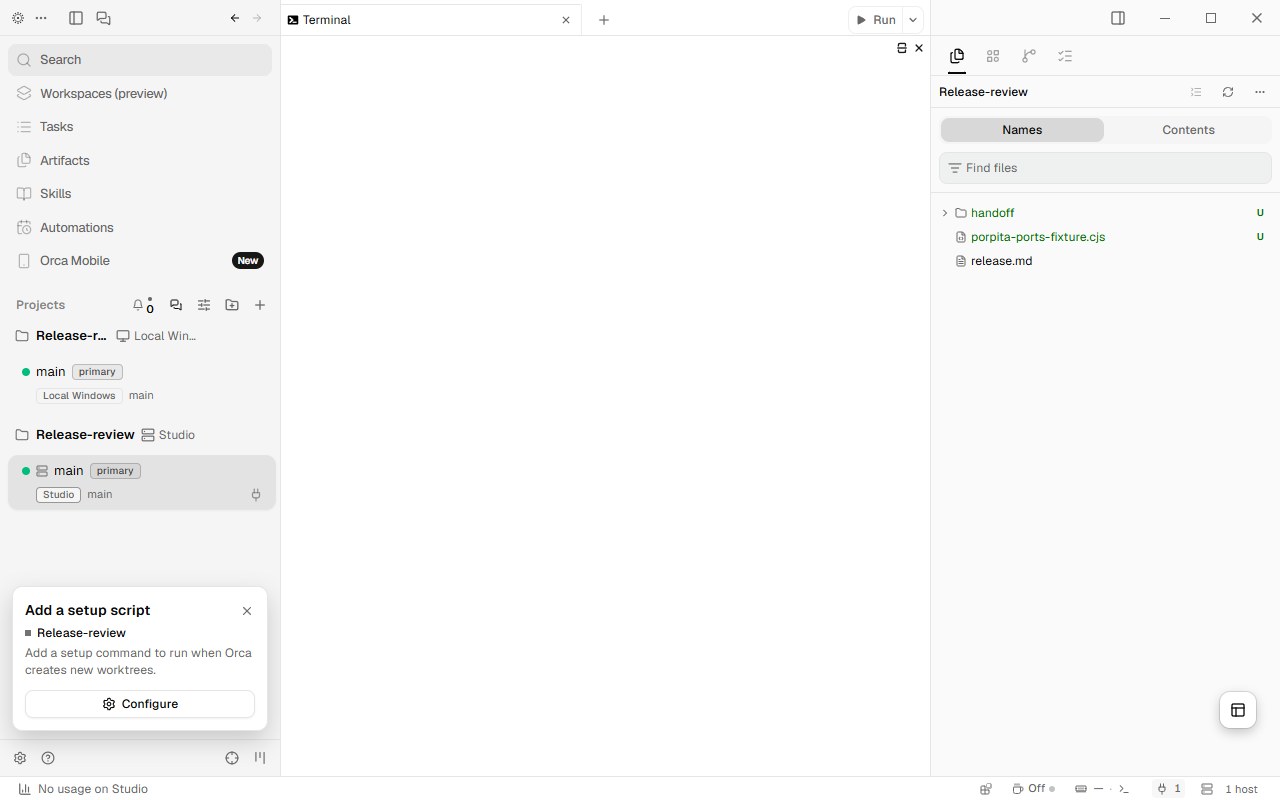 Terminal
Run
Search
Workspaces (preview)
Tasks
Artifacts
Skills
Automations
Orca Mobile
New
Projects
0
Release-r...
Local Win...
main
primary
Local Windows
main
Release-review
Studio
main
primary
Studio
main
Add a setup script
Release-review
Add a setup command to run when Orca
creates new worktrees.
Configure
Release-review
Names
Contents
Find files
handoff
U
porpita-ports-fixture.cjs
U
release.md
No usage on Studio
Off
1
1 host